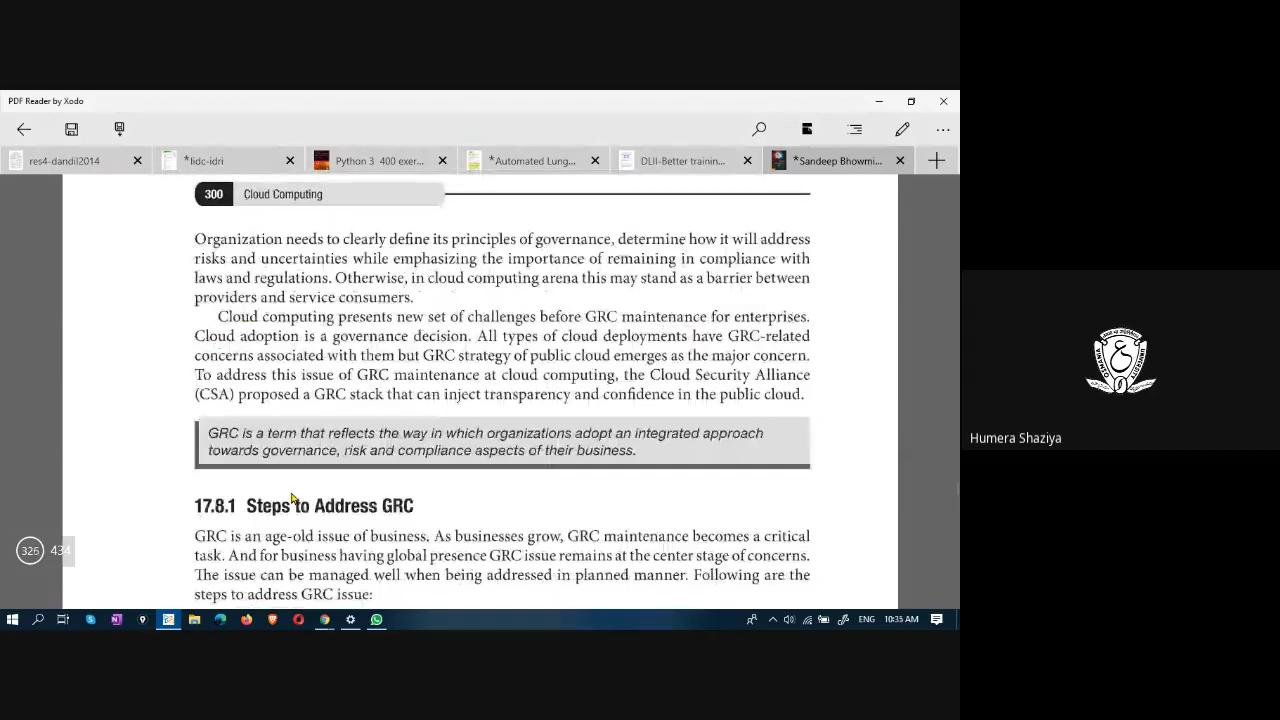 PDF Reader by Xodo
res4-dandil2014
*lidc-idri
Python 3 400 exer...
*Automated Lung...
DLII-Better trainin...
*Sandeep Bhowmi...
300 Cloud Computing
Organization needs to clearly define its principles of governance, determine how it will address
risks and uncertainties while emphasizing the importance of remaining in compliance with
laws and regulations. Otherwise, in cloud computing arena this may stand as a barrier between
providers and service consumers.
Cloud computing presents new set of challenges before GRC maintenance for enterprises.
Cloud adoption is a governance decision. All types of cloud deployments have GRC-related
concerns associated with them but GRC strategy of public cloud emerges as the major concern.
To address this issue of GRC maintenance at cloud computing, the Cloud Security Alliance
(CSA) proposed a GRC stack that can inject transparency and confidence in the public cloud.
GRC is a term that reflects the way in which organizations adopt an integrated approach
towards governance, risk and compliance aspects of their business.
17.8.1 Steps to Address GRC
GRC is an age-old issue of business. As businesses grow, GRC maintenance becomes a critical
task. And for business having global presence GRC issue remains at the center stage of concerns.
The issue can be managed well when being addressed in planned manner. Following are the
steps to address GRC issue:
326 434
ENG 10:35 AM
Humera Shaziya